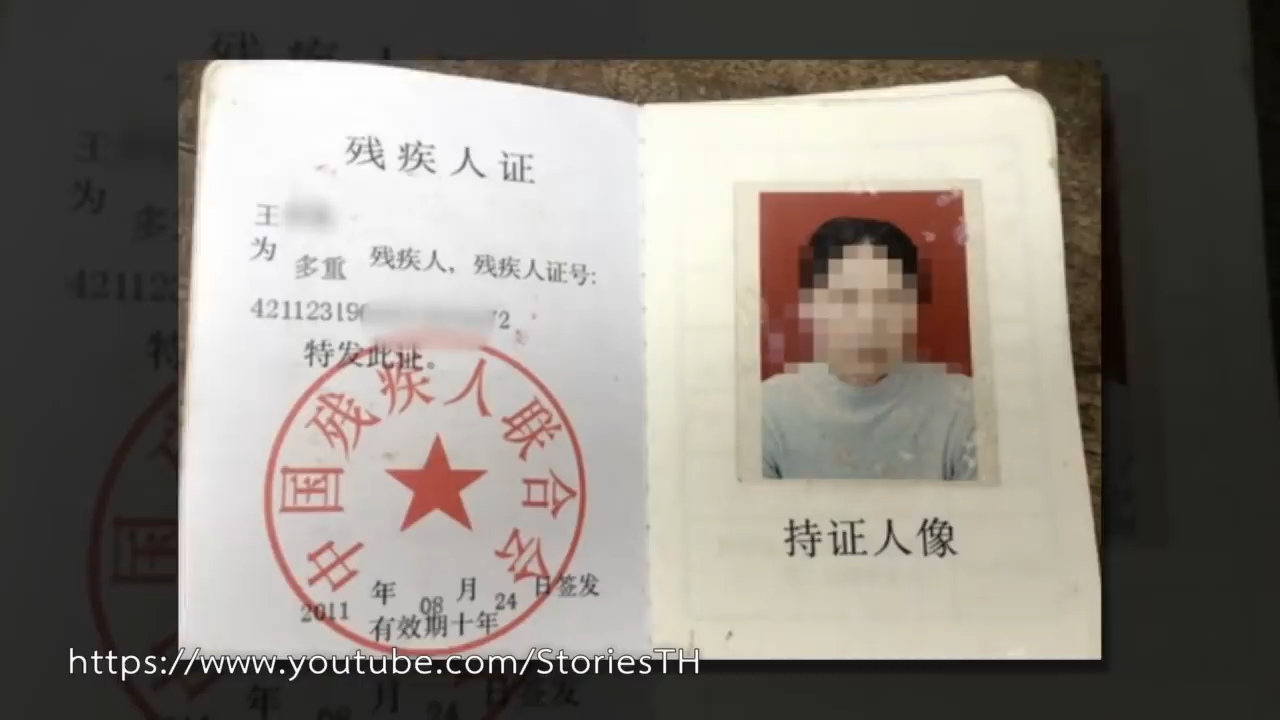 残疾人证
王
为 多重 残疾人，残疾人证号:
42112319 2
特发此证。
中国残疾人联合会
2011 年 08 月 24 日签发
有效期十年
持证人像
https://www.youtube.com/StoriesTH